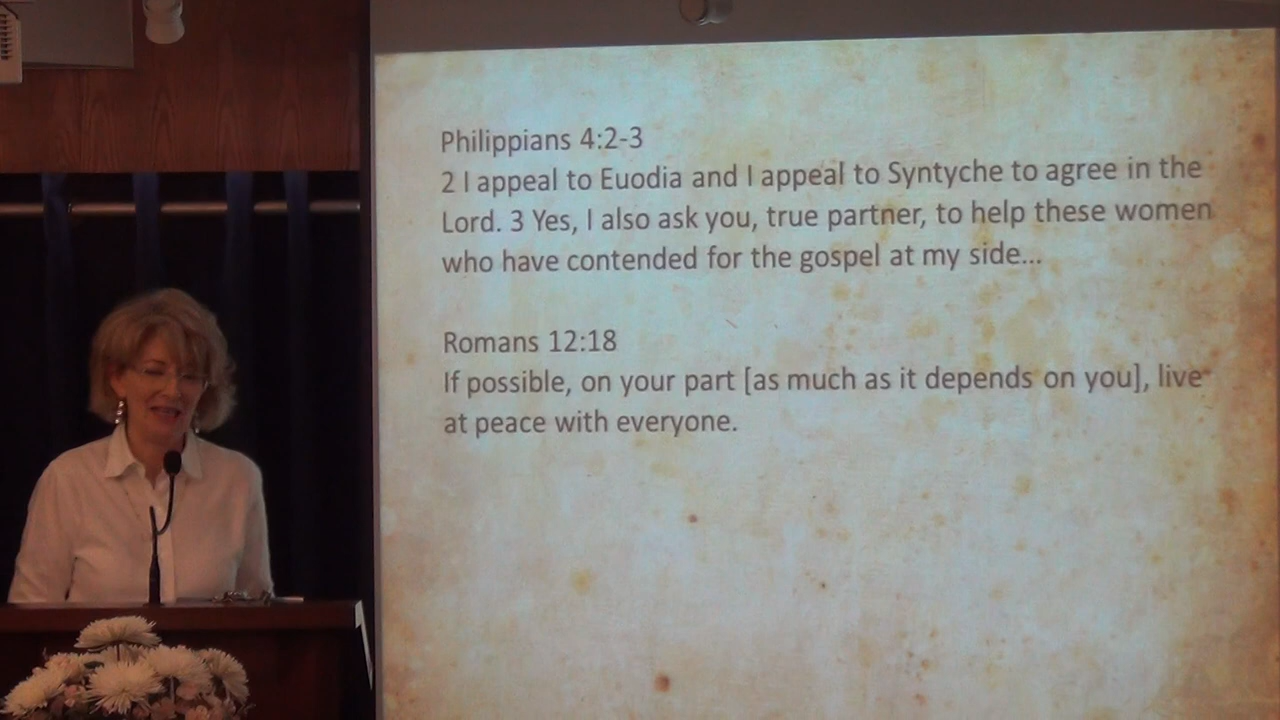 Philippians 4:2-3
2 I appeal to Euodia and I appeal to Syntyche to agree in the
Lord. 3 Yes, I also ask you, true partner, to help these women
who have contended for the gospel at my side...
Romans 12:18
If possible, on your part [as much as it depends on you], live
at peace with everyone.